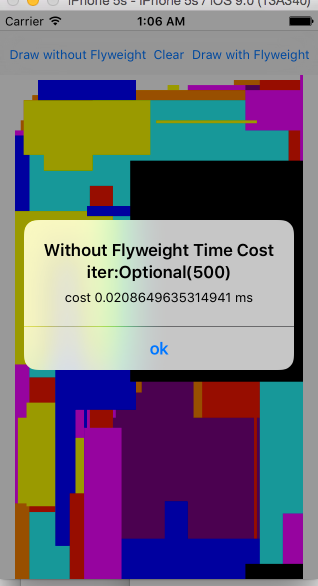 iPhone 5s - iPhone 5s / iOS 9.0 (13A340)
Carrier 1:06 AM
Draw without Flyweight Clear Draw with Flyweight
Without Flyweight Time Cost
iter:Optional(500)
cost 0.0208649635314941 ms
ok